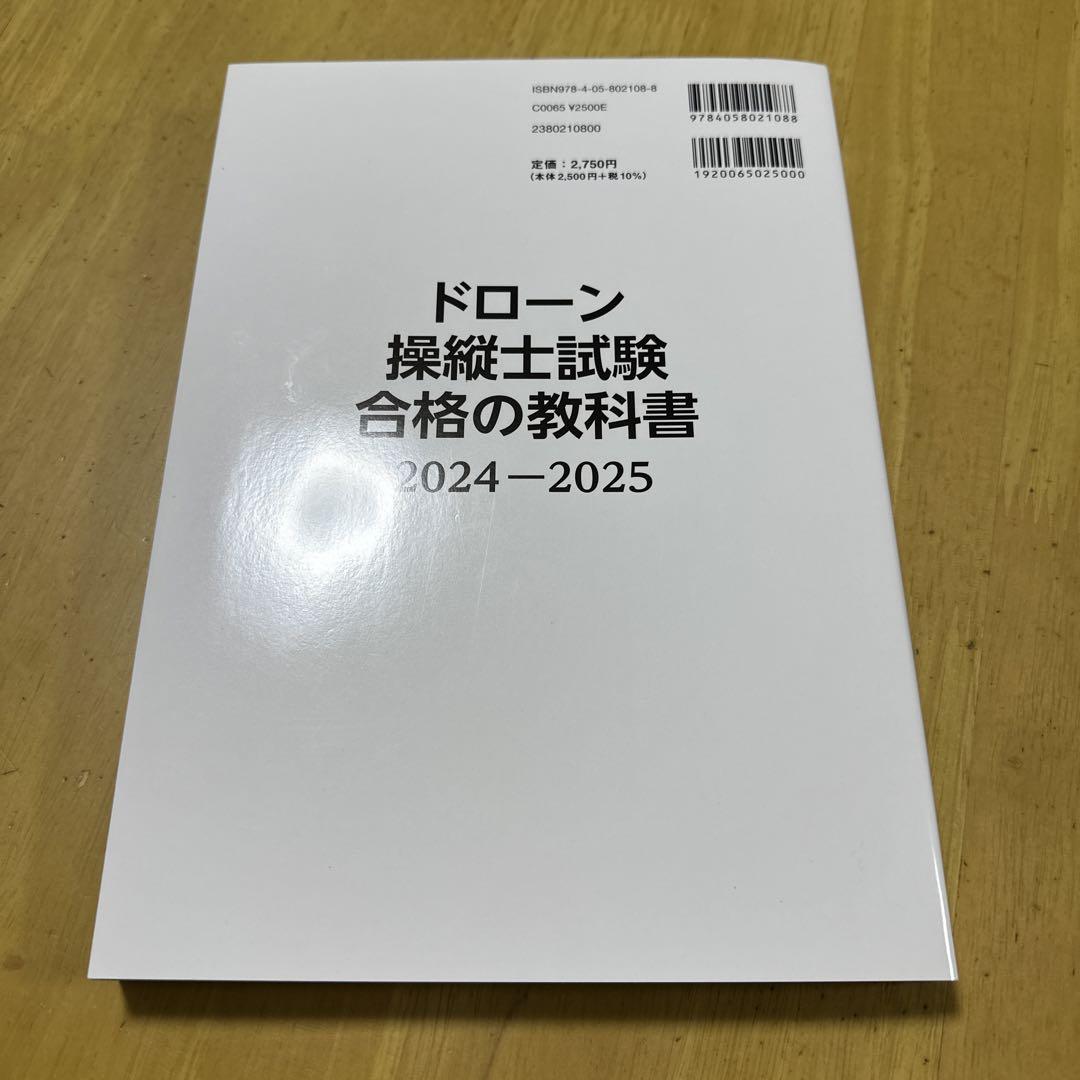 ISBN978-4-05-802108-8
C0065 ¥2500E
2380210800
定価：2,750円
（本体2,500円＋税10%）
9784058021088
1920065025000
ドローン
操縦士試験
合格の教科書
2024－2025